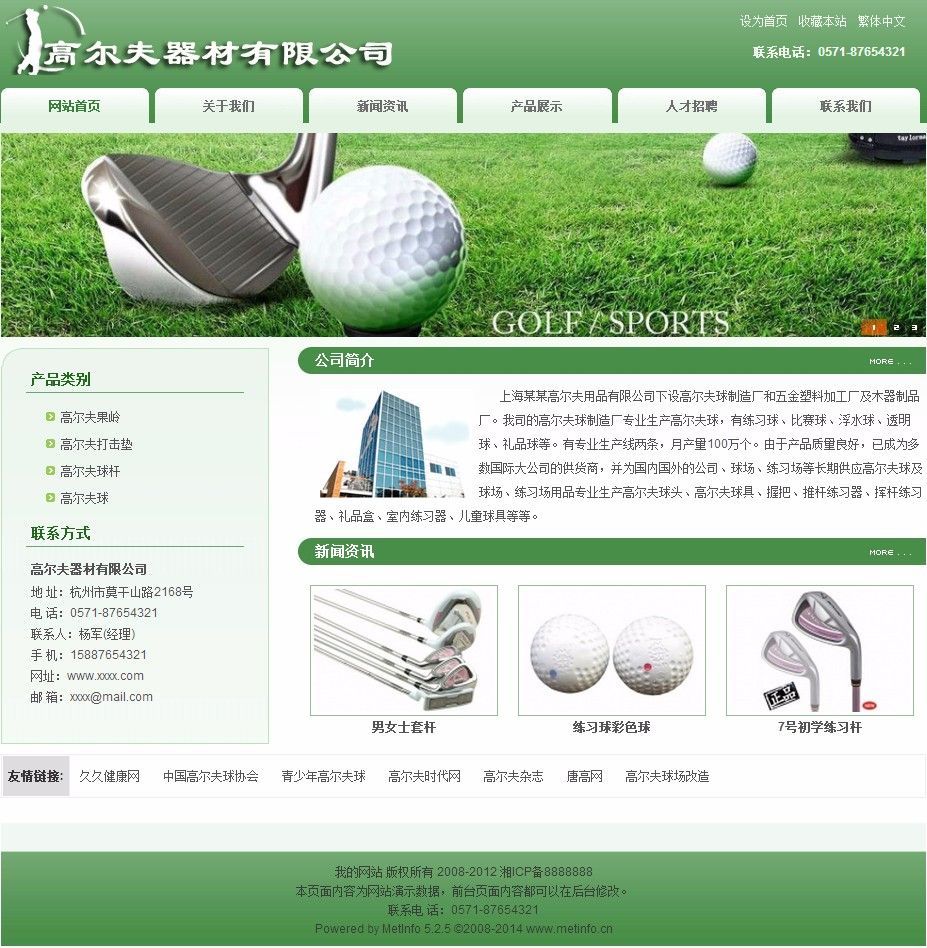 高尔夫器材有限公司
设为首页 收藏本站 繁体中文
联系电话：0571-87654321
网站首页 关于我们 新闻资讯 产品展示 人才招聘 联系我们
taylorma
GOLF / SPORTS
1 2 3
产品类别
高尔夫果岭
高尔夫打击垫
高尔夫球杆
高尔夫球
联系方式
高尔夫器材有限公司
地 址：杭州市莫干山路2168号
电 话：0571-87654321
联系人：杨军(经理)
手 机：15887654321
网址：www.xxxx.com
邮 箱：xxxx@mail.com
公司简介 MORE . . .
上海某某高尔夫用品有限公司下设高尔夫球制造厂和五金塑料加工厂及木器制品
厂。我司的高尔夫球制造厂专业生产高尔夫球，有练习球、比赛球、浮水球、透明
球、礼品球等。有专业生产线两条，月产量100万个。由于产品质量良好，已成为多
数国际大公司的供货商，并为国内国外的公司、球场、练习场等长期供应高尔夫球及
球场、练习场用品专业生产高尔夫球头、高尔夫球具、握把、推杆练习器、挥杆练习
器、礼品盒、室内练习器、儿童球具等等。
新闻资讯 MORE . . .
正品
NEW
男女士套杆 练习球彩色球 7号初学练习杆
友情链接: 久久健康网 中国高尔夫球协会 青少年高尔夫球 高尔夫时代网 高尔夫杂志 唐高网 高尔夫球场改造
我的网站 版权所有 2008-2012 湘ICP备8888888
本页面内容为网站演示数据，前台页面内容都可以在后台修改。
联系电 话：0571-87654321
Powered by MetInfo 5.2.5 ©2008-2014 www.metinfo.cn